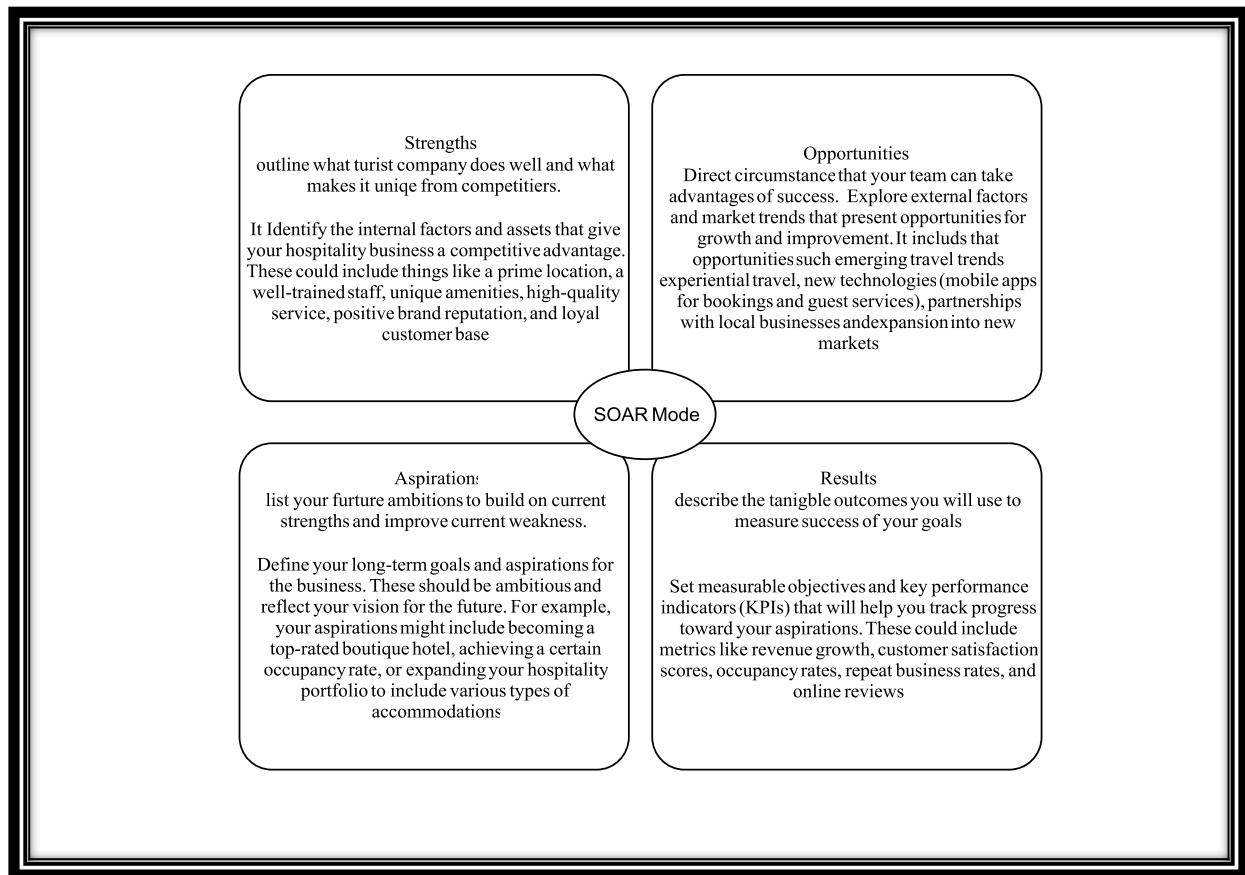 Strengths
outline what turist company does well and what
makes it uniqe from competitiers.
It Identify the internal factors and assets that give
your hospitality business a competitive advantage.
These could include things like a prime location, a
well-trained staff, unique amenities, high-quality
service, positive brand reputation, and loyal
customer base
Opportunities
Direct circumstance that your team can take
advantages of success. Explore external factors
and market trends that present opportunities for
growth and improvement. It includs that
opportunities such emerging travel trends
experiential travel, new technologies (mobile apps
for bookings and guest services), partnerships
with local businesses andexpansion into new
markets
SOAR Mode
Aspirations
list your furture ambitions to build on current
strengths and improve current weakness.
Define your long-term goals and aspirations for
the business. These should be ambitious and
reflect your vision for the future. For example,
your aspirations might include becoming a
top-rated boutique hotel, achieving a certain
occupancy rate, or expanding your hospitality
portfolio to include various types of
accommodations
Results
describe the tanigble outcomes you will use to
measure success of your goals
Set measurable objectives and key performance
indicators (KPIs) that will help you track progress
toward your aspirations. These could include
metrics like revenue growth, customer satisfaction
scores, occupancy rates, repeat business rates, and
online reviews